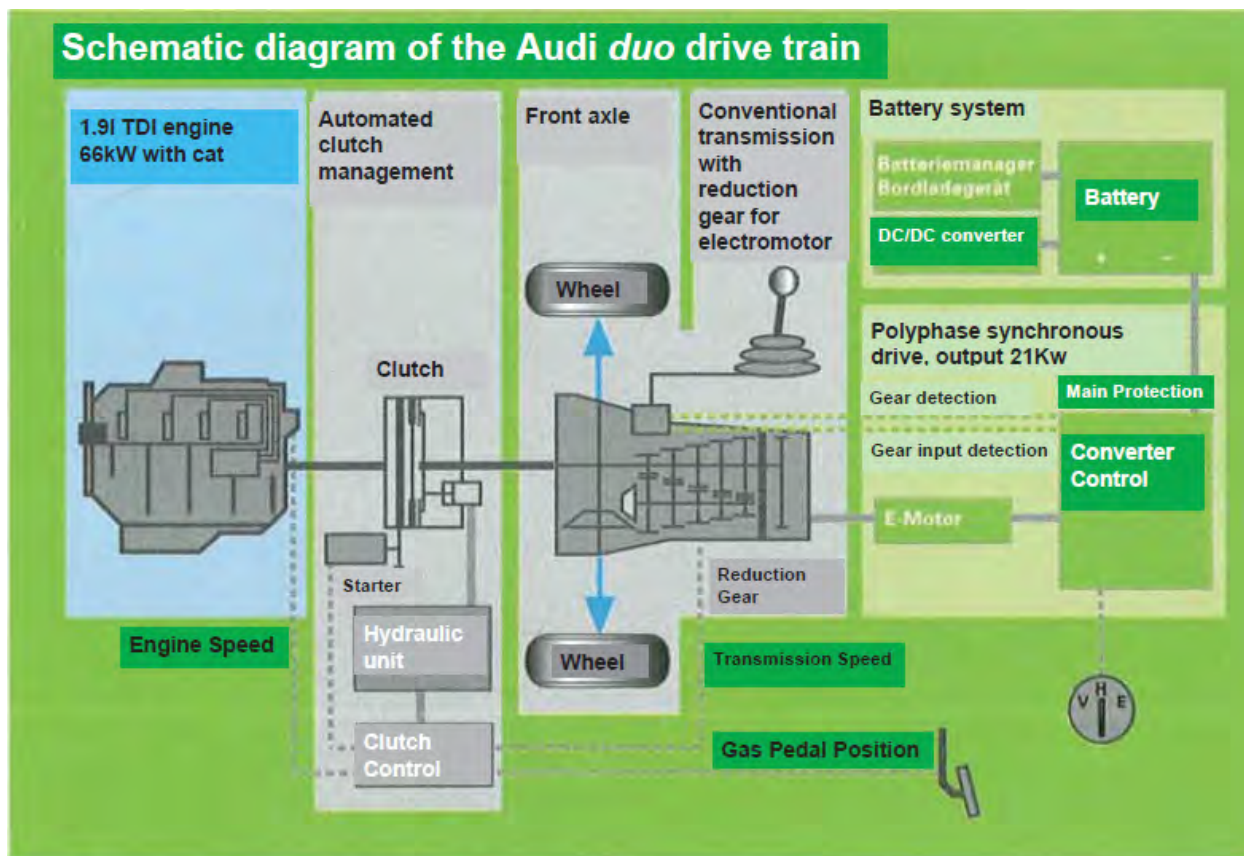 Schematic diagram of the Audi duo drive train
1.9l TDI engine
66kW with cat
Automated
clutch
management
Front axle
Conventional
transmission
with
reduction
gear for
electromotor
Battery system
Batteriemanager
Bordladegerät
DC/DC converter
Battery
+ −
Wheel
Polyphase synchronous
drive, output 21Kw
Clutch
Gear detection
Main Protection
Gear input detection
Converter
Control
E-Motor
Starter
Reduction
Gear
Engine Speed
Hydraulic
unit
Wheel
Transmission Speed
V H E
Clutch
Control
Gas Pedal Position